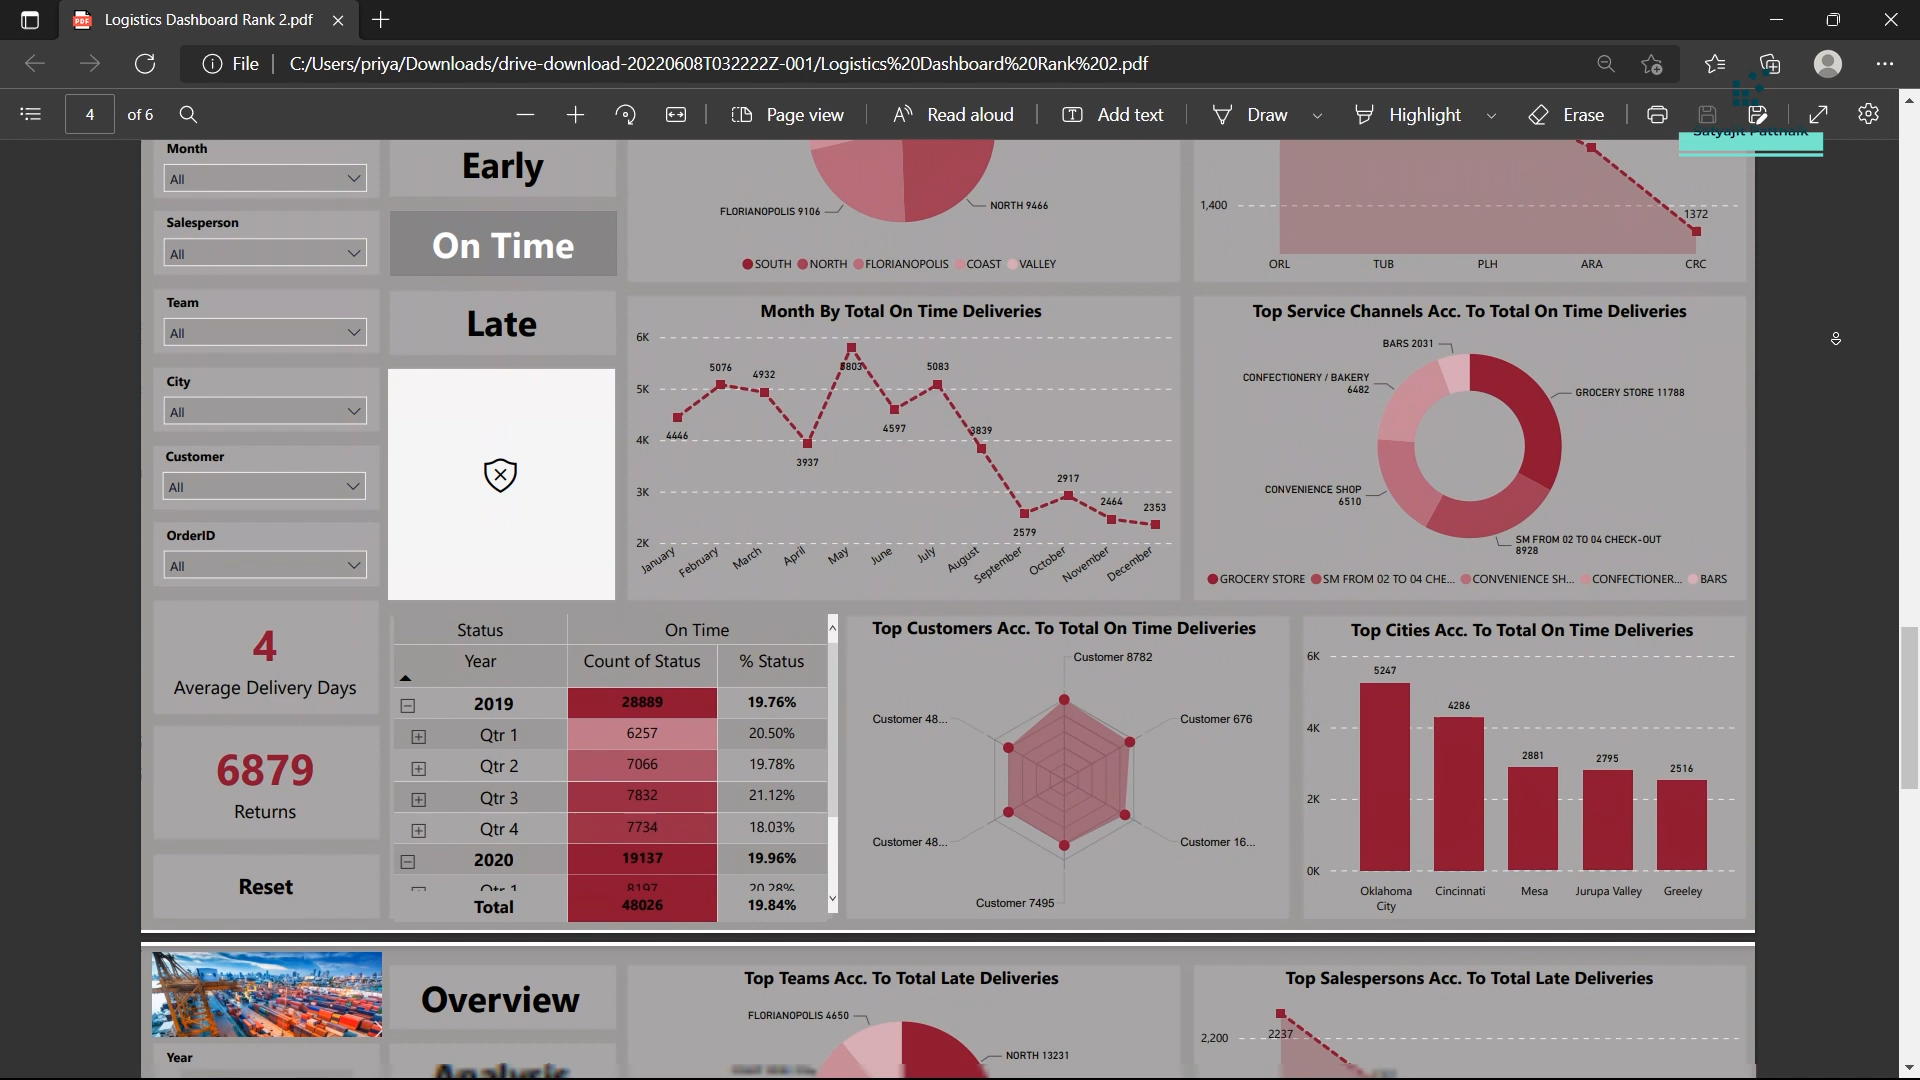 Logistics Dashboard Rank 2.pdf
File
C:/Users/priya/Downloads/drive-download-20220608T032222Z-001/Logistics%20Dashboard%20Rank%202.pdf
4 of 6
Page view
Read aloud
Add text
Draw
Highlight
Erase
Satyajit Pattnaik
Month
All
Salesperson
All
Team
All
City
All
Customer
All
OrderID
All
4
Average Delivery Days
6879
Returns
Reset
Early
On Time
Late
FLORIANOPOLIS 9106
NORTH 9466
SOUTH NORTH FLORIANOPOLIS COAST VALLEY
1,400
1372
ORL TUB PLH ARA CRC
Month By Total On Time Deliveries
6K
5K
4K
3K
2K
4446
5076
4932
3937
5803
4597
5083
3839
2579
2917
2464
2353
January February March April May June July August September October November December
Top Service Channels Acc. To Total On Time Deliveries
BARS 2031
CONFECTIONERY / BAKERY
6482
GROCERY STORE 11788
CONVENIENCE SHOP
6510
SM FROM 02 TO 04 CHECK-OUT
8928
GROCERY STORE SM FROM 02 TO 04 CHE... CONVENIENCE SH... CONFECTIONER... BARS
Status On Time
Year Count of Status % Status
2019 28889 19.76%
Qtr 1 6257 20.50%
Qtr 2 7066 19.78%
Qtr 3 7832 21.12%
Qtr 4 7734 18.03%
2020 19137 19.96%
Qtr 1 8197 20.28%
Total 48026 19.84%
Top Customers Acc. To Total On Time Deliveries
Customer 8782
Customer 48...
Customer 676
Customer 48...
Customer 16...
Customer 7495
Top Cities Acc. To Total On Time Deliveries
6K
4K
2K
0K
5247
4286
2881
2795
2516
Oklahoma City
Cincinnati
Mesa
Jurupa Valley
Greeley
Overview
Analysis
Year
Top Teams Acc. To Total Late Deliveries
FLORIANOPOLIS 4650
NORTH 13231
Top Salespersons Acc. To Total Late Deliveries
2,200
2237